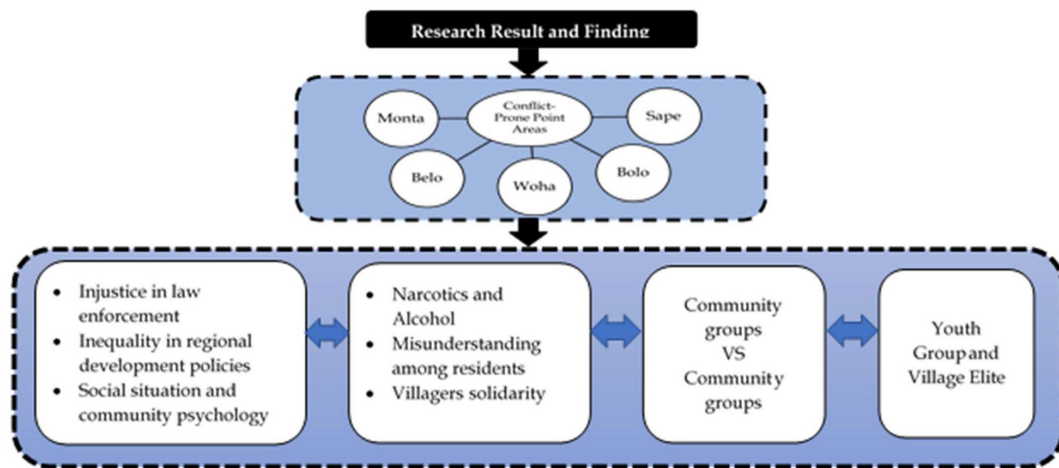 Research Result and Finding
Monta
Conflict-
Prone Point
Areas
Sape
Belo
Woha
Bolo
• Injustice in law
enforcement
• Inequality in regional
development policies
• Social situation and
community psychology
• Narcotics and
Alcohol
• Misunderstanding
among residents
• Villagers solidarity
Community
groups
VS
Community
groups
Youth
Group and
Village Elite